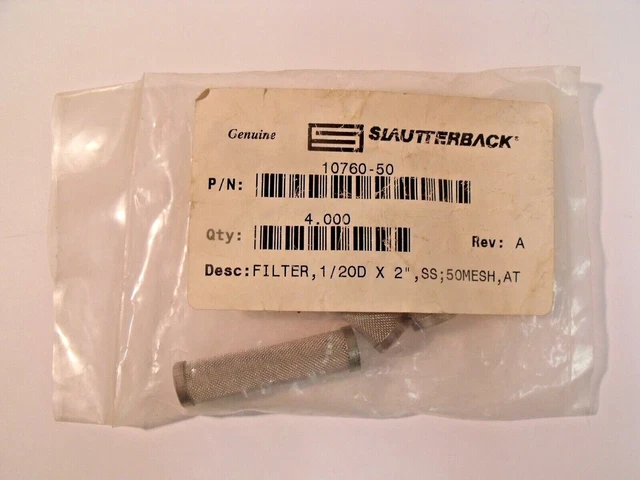 Genuine SLAUTTERBACK®
10760-50
P/N:
4.000
Qty: Rev: A
Desc:FILTER,1/2OD X 2",SS;50MESH,AT